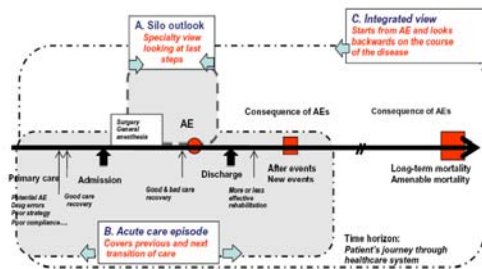 A. Silo outlook
Specialty view
looking at last
steps
C. Integrated view
Starts from AE and looks
backwards on the course
of the disease
Surgery
General
anesthesia
AE
Consequence of AEs
Consequence of AEs
Primary care
Admission
Discharge
After events
New events
Long-term mortality
Amenable mortality
Potential AE
Drug errors
Poor strategy
Poor compliance....
Good care
recovery
Good & bad care
recovery
More or less
effective
rehabilitation
B. Acute care episode
Covers previous and next
transition of care
Time horizon:
Patient's journey through
healthcare system